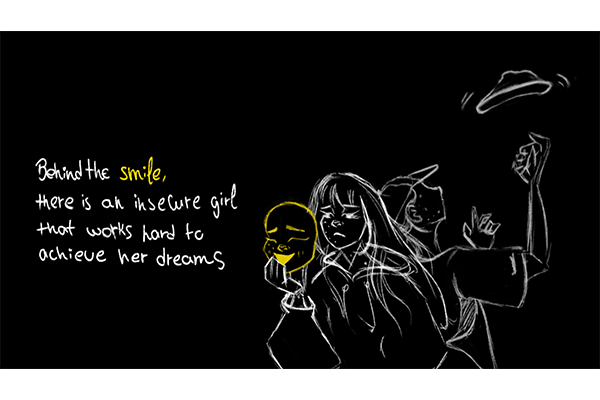 Behind the smile,
there is an insecure girl
that works hard to
achieve her dreams